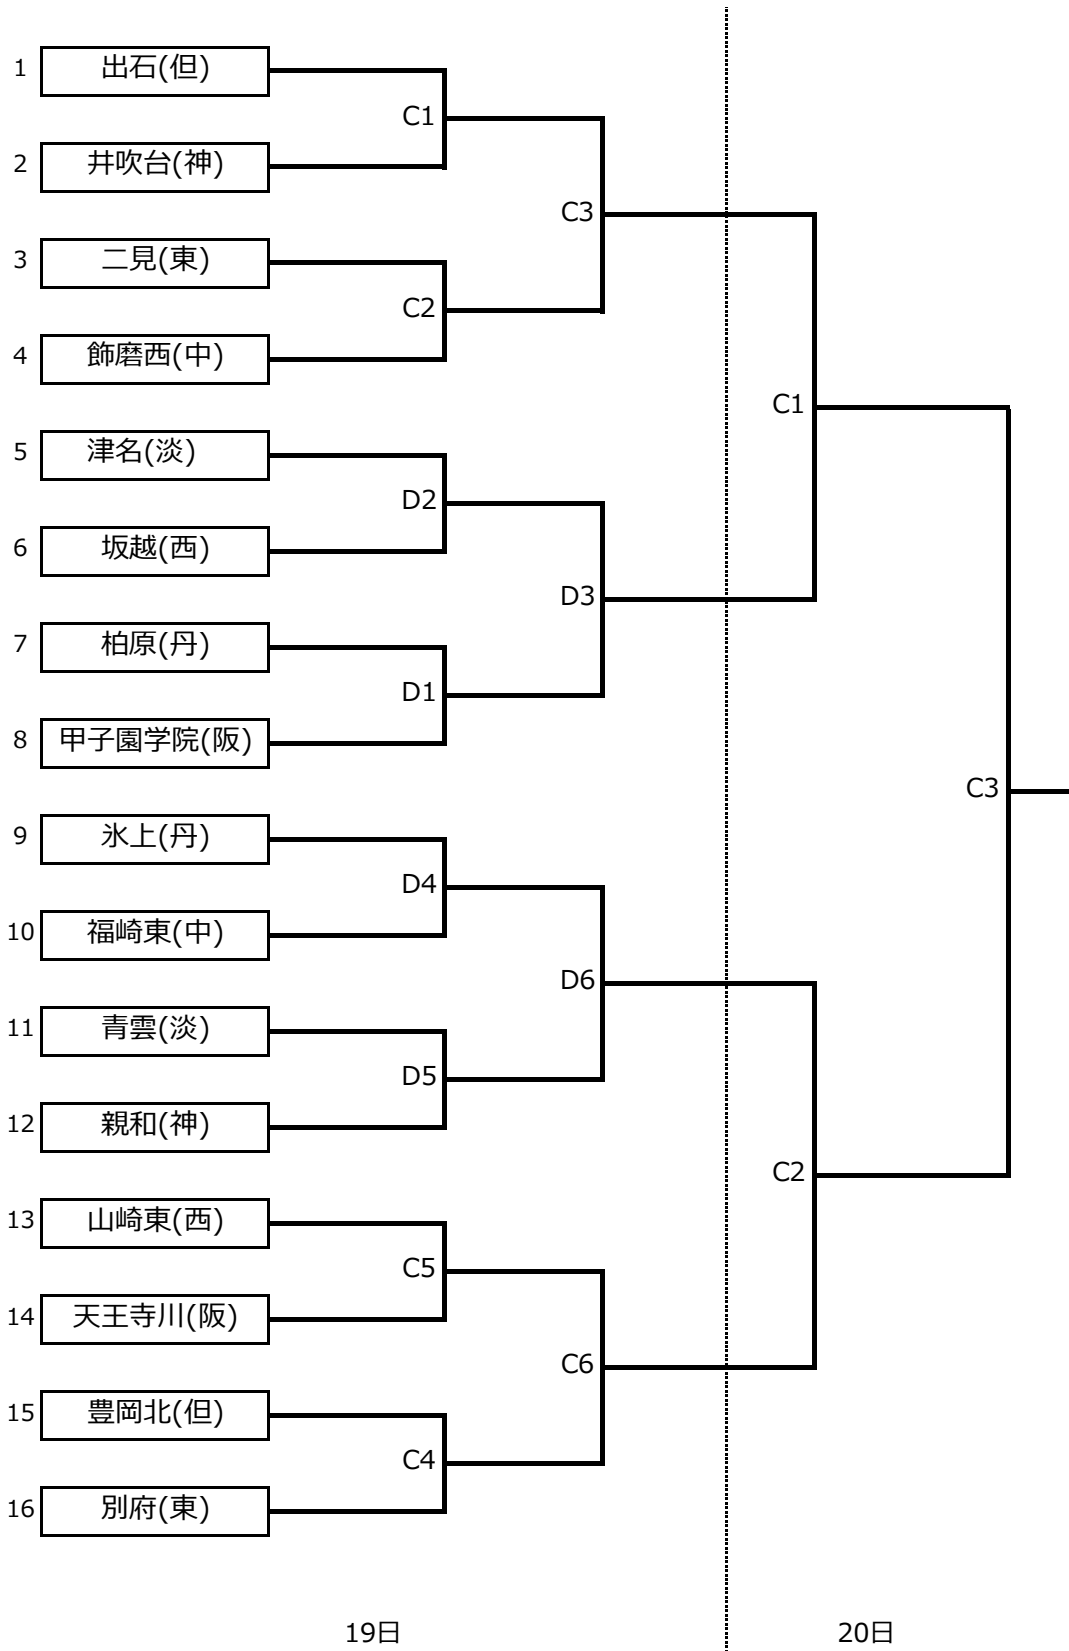 1 出石(但)
C1
2 井吹台(神)
C3
3 二見(東)
C2
4 飾磨西(中)
C1
5 津名(淡)
D2
6 坂越(西)
D3
7 柏原(丹)
D1
8 甲子園学院(阪)
C3
9 氷上(丹)
D4
10 福崎東(中)
D6
11 青雲(淡)
D5
12 親和(神)
C2
13 山崎東(西)
C5
14 天王寺川(阪)
C6
15 豊岡北(但)
C4
16 別府(東)
19日 20日